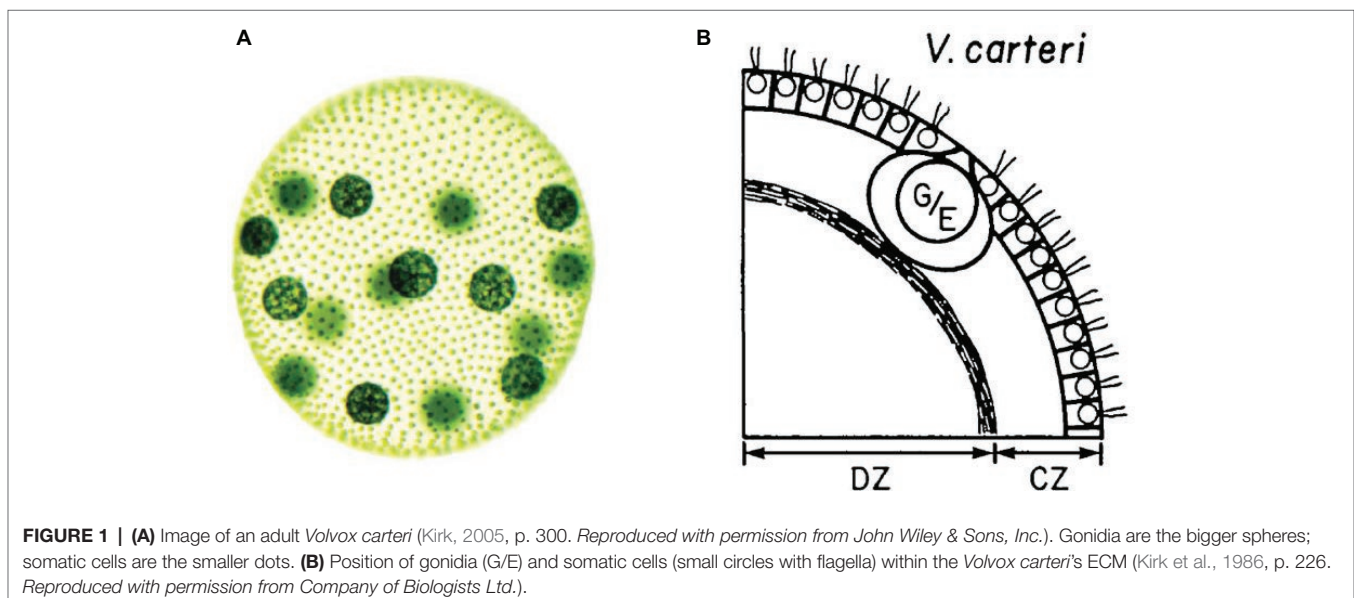 A
B
V. carteri
G/E
DZ
CZ
FIGURE 1 | (A) Image of an adult Volvox carteri (Kirk, 2005, p. 300. Reproduced with permission from John Wiley & Sons, Inc.). Gonidia are the bigger spheres;
somatic cells are the smaller dots. (B) Position of gonidia (G/E) and somatic cells (small circles with flagella) within the Volvox carteri’s ECM (Kirk et al., 1986, p. 226.
Reproduced with permission from Company of Biologists Ltd.).